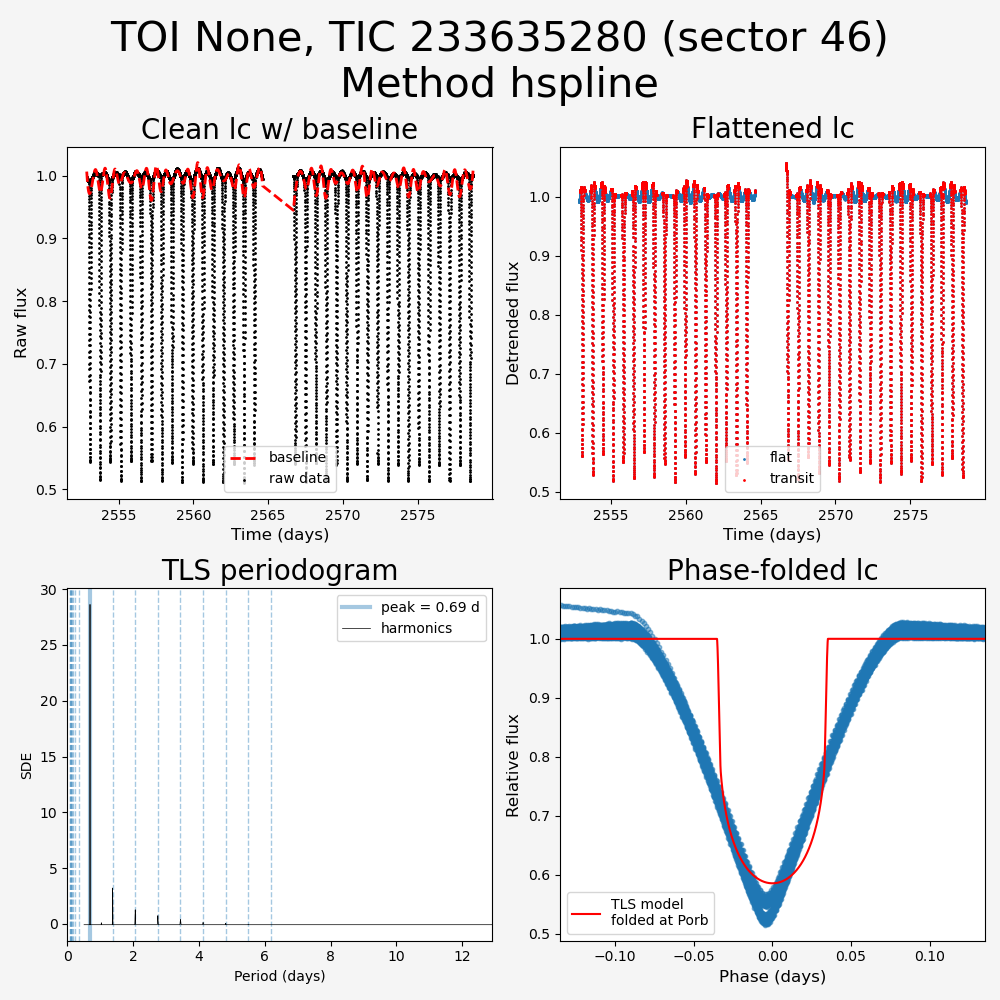 TOI None, TIC 233635280 (sector 46)
Method hspline
Clean lc w/ baseline
Raw flux
1.0
0.9
0.8
0.7
0.6
0.5
baseline
raw data
2555
2560
2565
2570
2575
Time (days)
Flattened lc
Detrended flux
1.0
0.9
0.8
0.7
0.6
0.5
flat
transit
2555
2560
2565
2570
2575
Time (days)
TLS periodogram
SDE
30
25
20
15
10
5
0
peak = 0.69 d
harmonics
0
2
4
6
8
10
12
Period (days)
Phase-folded lc
Relative flux
1.0
0.9
0.8
0.7
0.6
0.5
TLS model
folded at Porb
−0.10
−0.05
0.00
0.05
0.10
Phase (days)